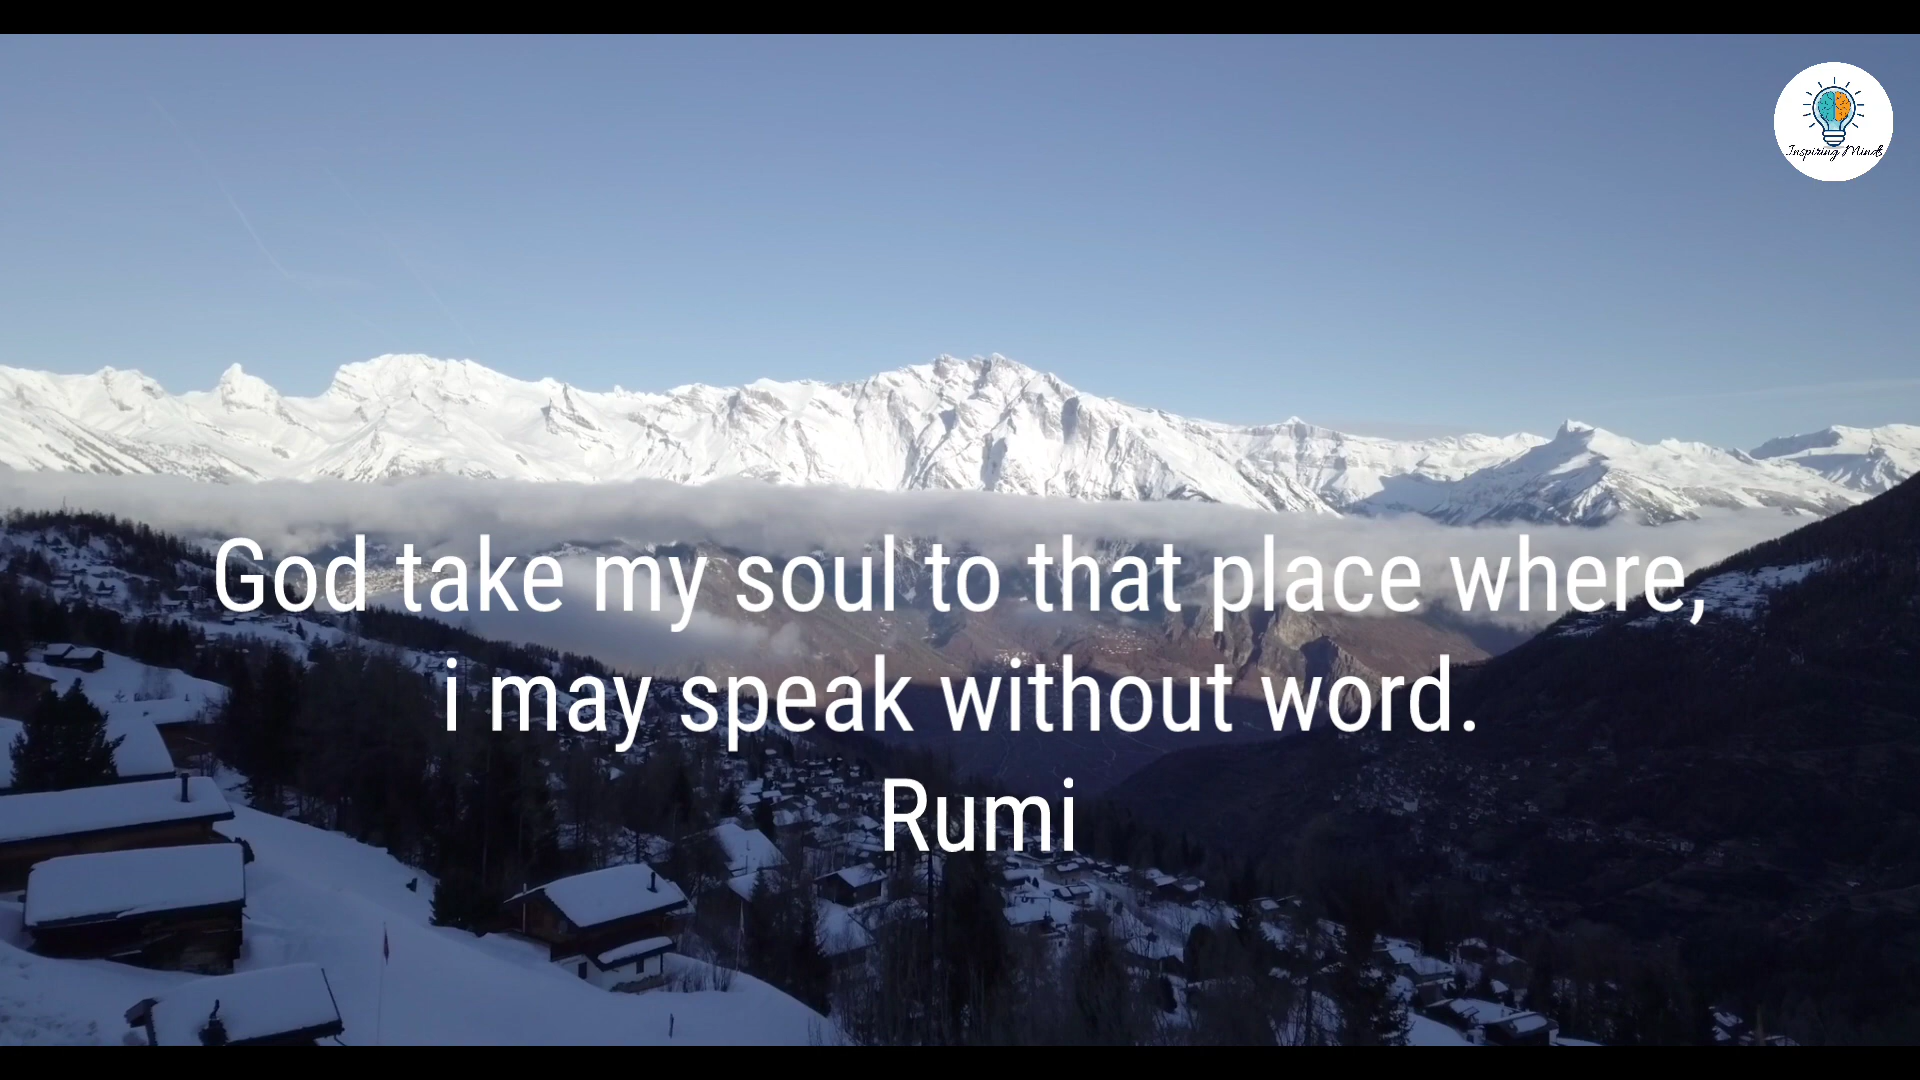 Inspiring Minds
God take my soul to that place where,
i may speak without word.
Rumi